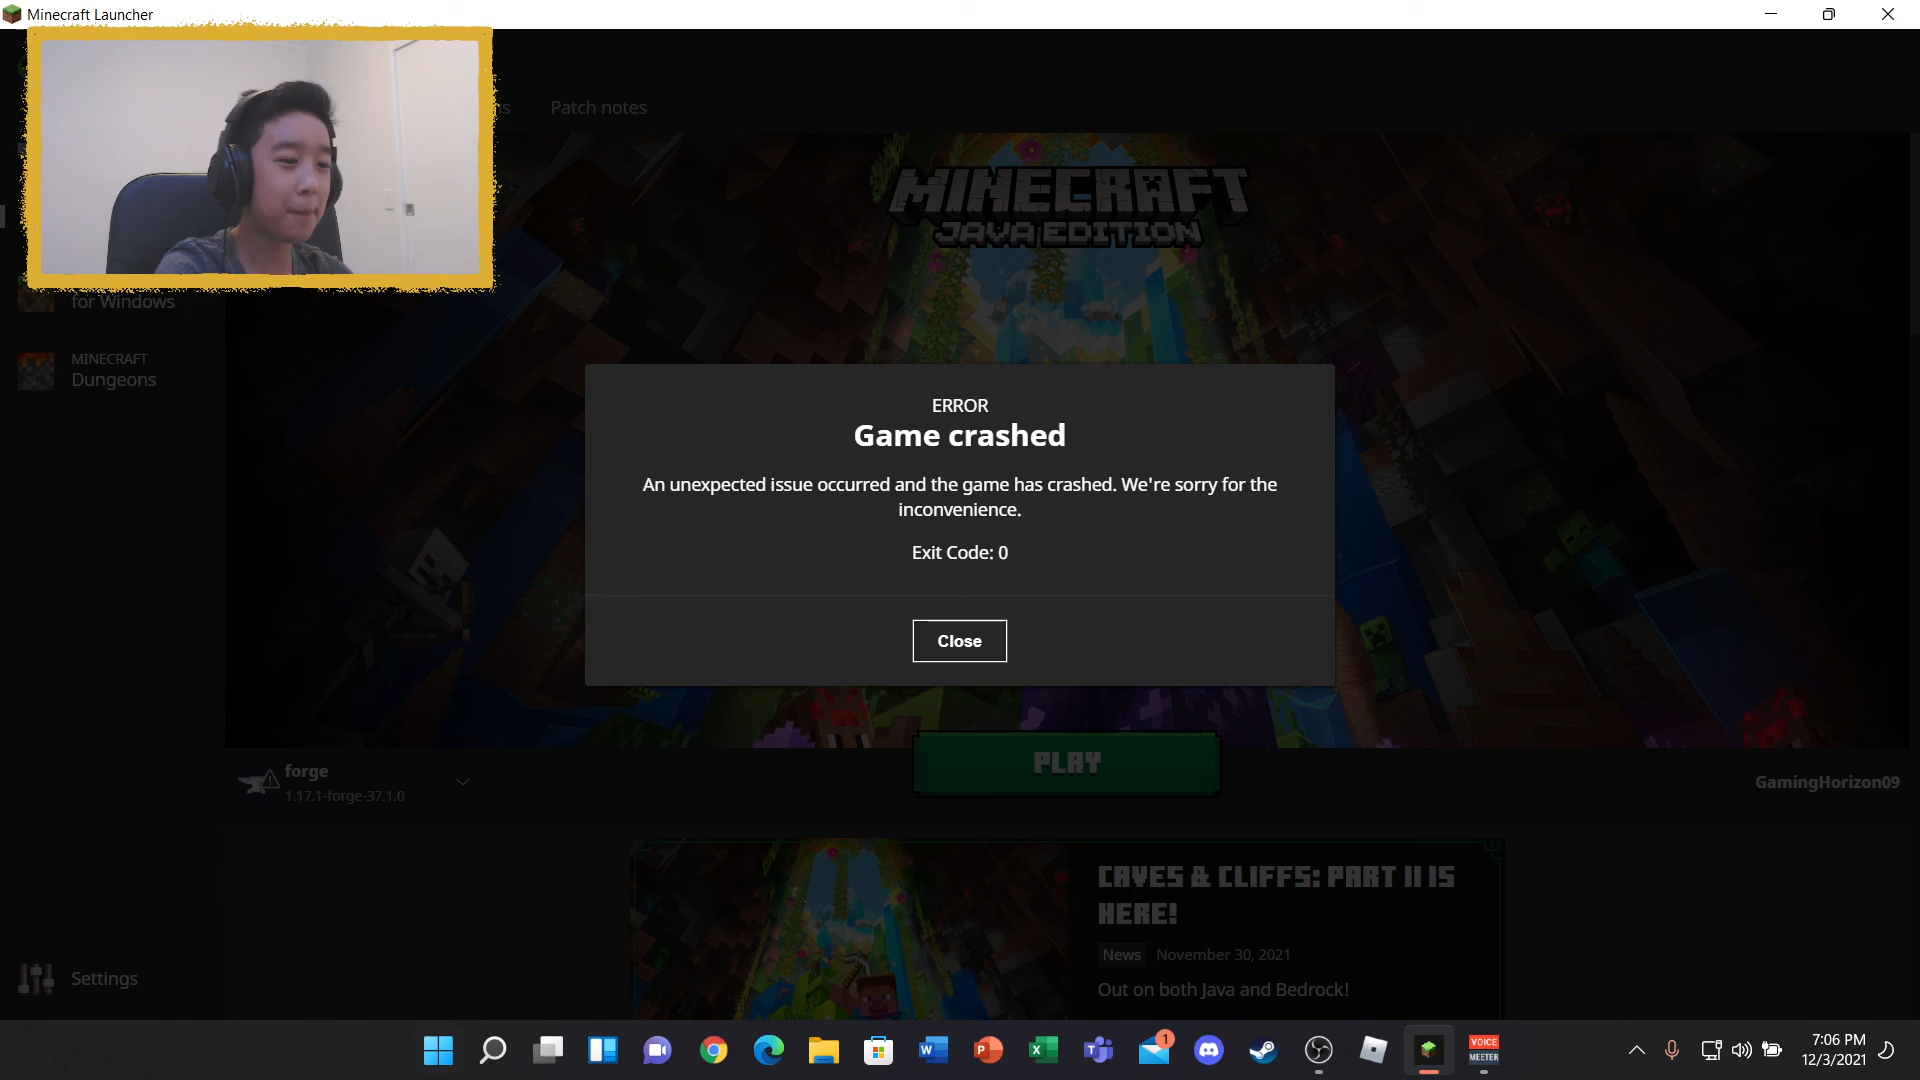 Minecraft Launcher
Patch notes
MINECRAFT
JAVA EDITION
for Windows
MINECRAFT
Dungeons
ERROR
Game crashed
An unexpected issue occurred and the game has crashed. We're sorry for the
inconvenience.
Exit Code: 0
Close
PLAY
forge
1.17.1-forge-37.1.0
GamingHorizon09
CAVES & CLIFFS: PART II IS
HERE!
News November 30, 2021
Out on both Java and Bedrock!
Settings
1
VOICE
MEETER
7:06 PM
12/3/2021